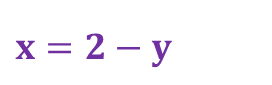 x = 2 − y